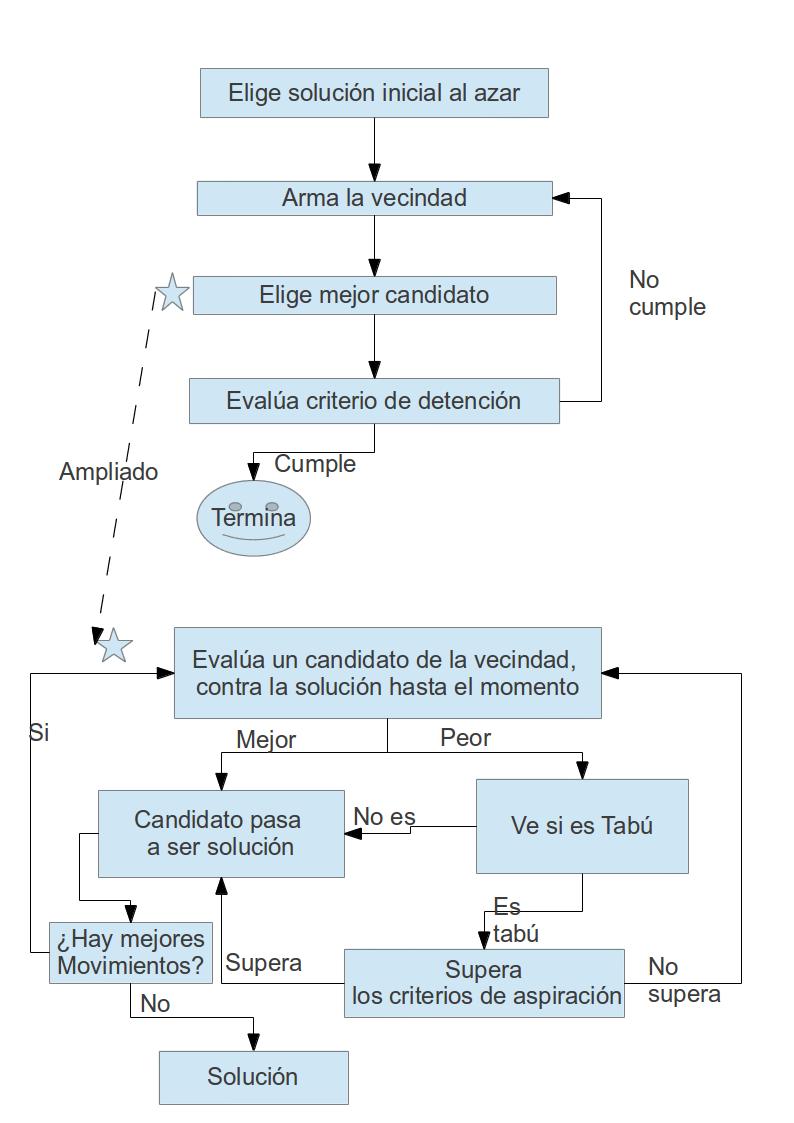 Elige solución inicial al azar
Arma la vecindad
Elige mejor candidato
No
cumple
Evalúa criterio de detención
Cumple
Ampliado
Termina
Evalúa un candidato de la vecindad,
contra la solución hasta el momento
Si
Mejor
Peor
Candidato pasa
a ser solución
No es
Ve si es Tabú
Es
tabú
¿Hay mejores
Movimientos?
Supera
Supera
los criterios de aspiración
No
supera
No
Solución